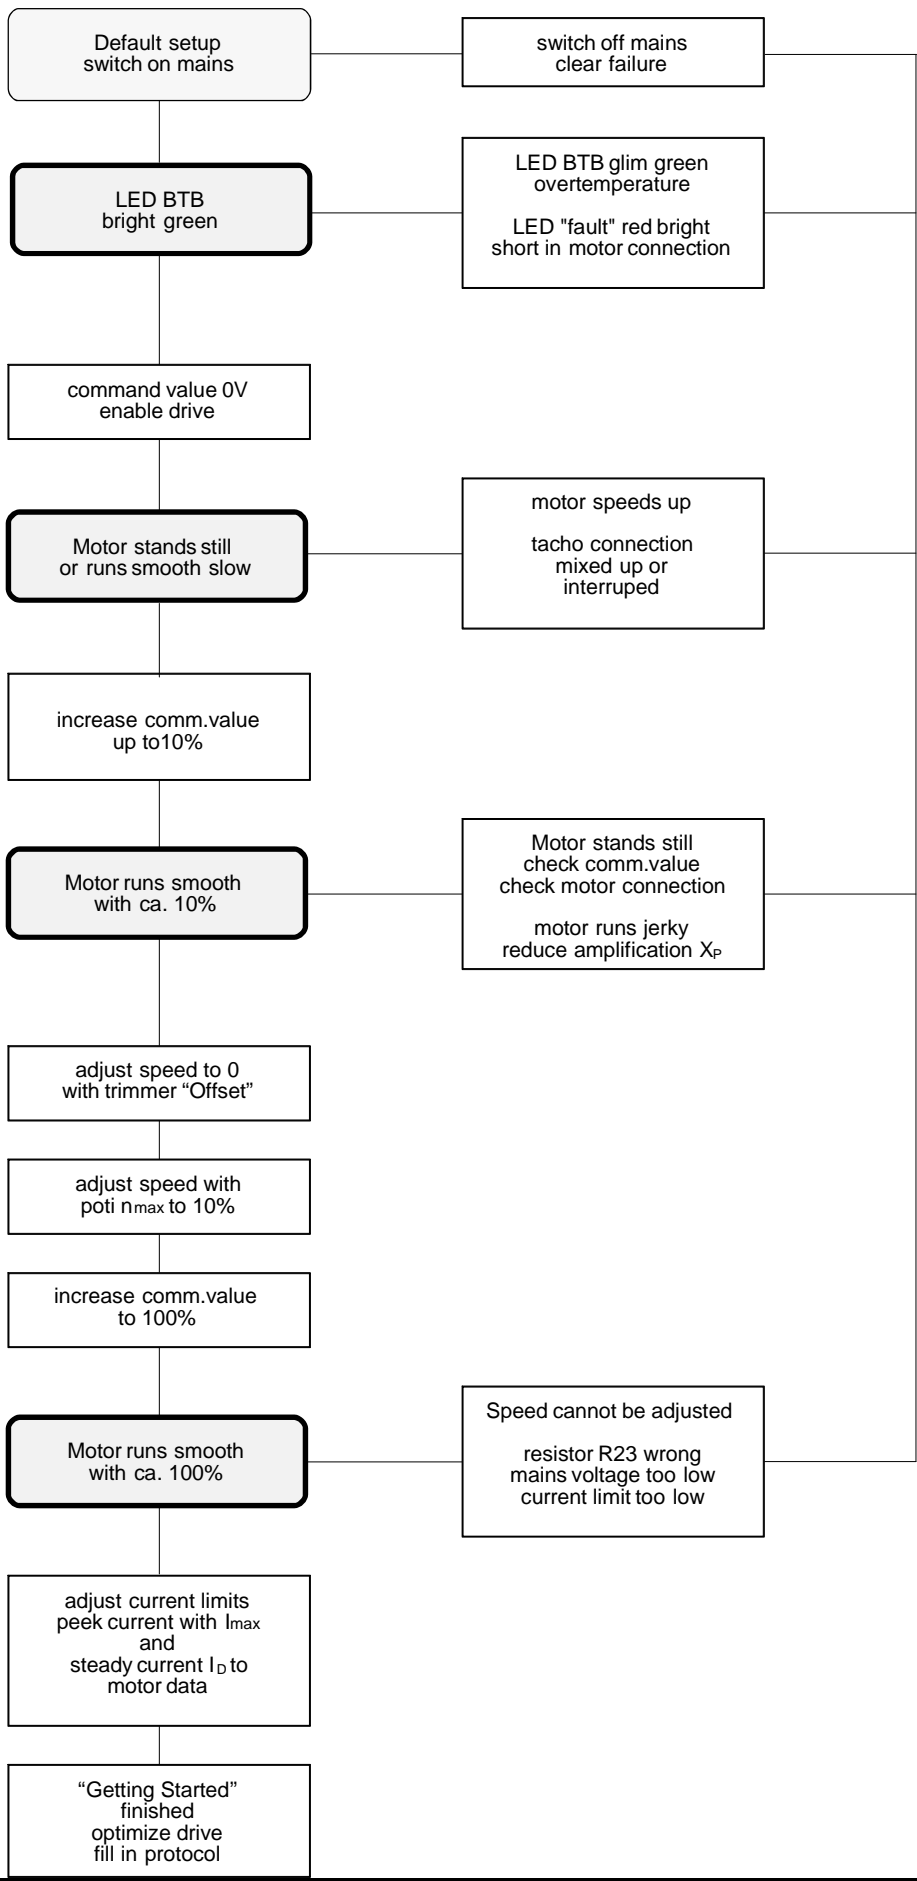 Default setup
switch on mains
switch off mains
clear failure
LED BTB
bright green
LED BTB glim green
overtemperature
LED "fault" red bright
short in motor connection
command value 0V
enable drive
Motor stands still
or runs smooth slow
motor speeds up
tacho connection
mixed up or
interruped
increase comm.value
up to10%
Motor runs smooth
with ca. 10%
Motor stands still
check comm.value
check motor connection
motor runs jerky
reduce amplification XP
adjust speed to 0
with trimmer “Offset”
adjust speed with
poti nmax to 10%
increase comm.value
to 100%
Motor runs smooth
with ca. 100%
Speed cannot be adjusted
resistor R23 wrong
mains voltage too low
current limit too low
adjust current limits
peek current with Imax
and
steady current ID to
motor data
“Getting Started”
finished
optimize drive
fill in protocol